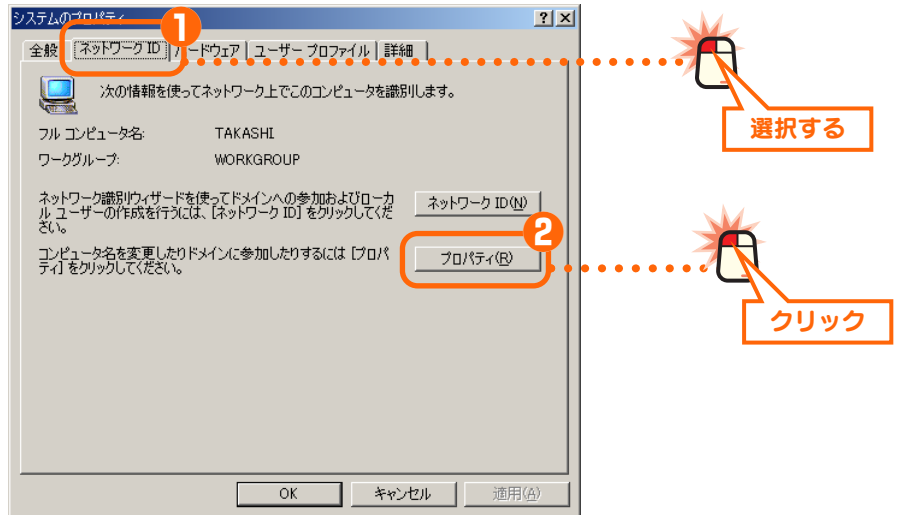 システムのプロパティ
1
全般 ネットワーク ID ハードウェア ユーザー プロファイル 詳細
次の情報を使ってネットワーク上でこのコンピュータを識別します。
選択する
フル コンピュータ名: TAKASHI
ワークグループ: WORKGROUP
ネットワーク識別ウィザードを使ってドメインへの参加およびローカ
ル ユーザーの作成を行うには、[ネットワーク ID] をクリックしてくだ
さい。
ネットワーク ID(N)
2
コンピュータ名を変更したりドメインに参加したりするには [プロパ
ティ] をクリックしてください。
プロパティ(R)
クリック
OK キャンセル 適用(A)